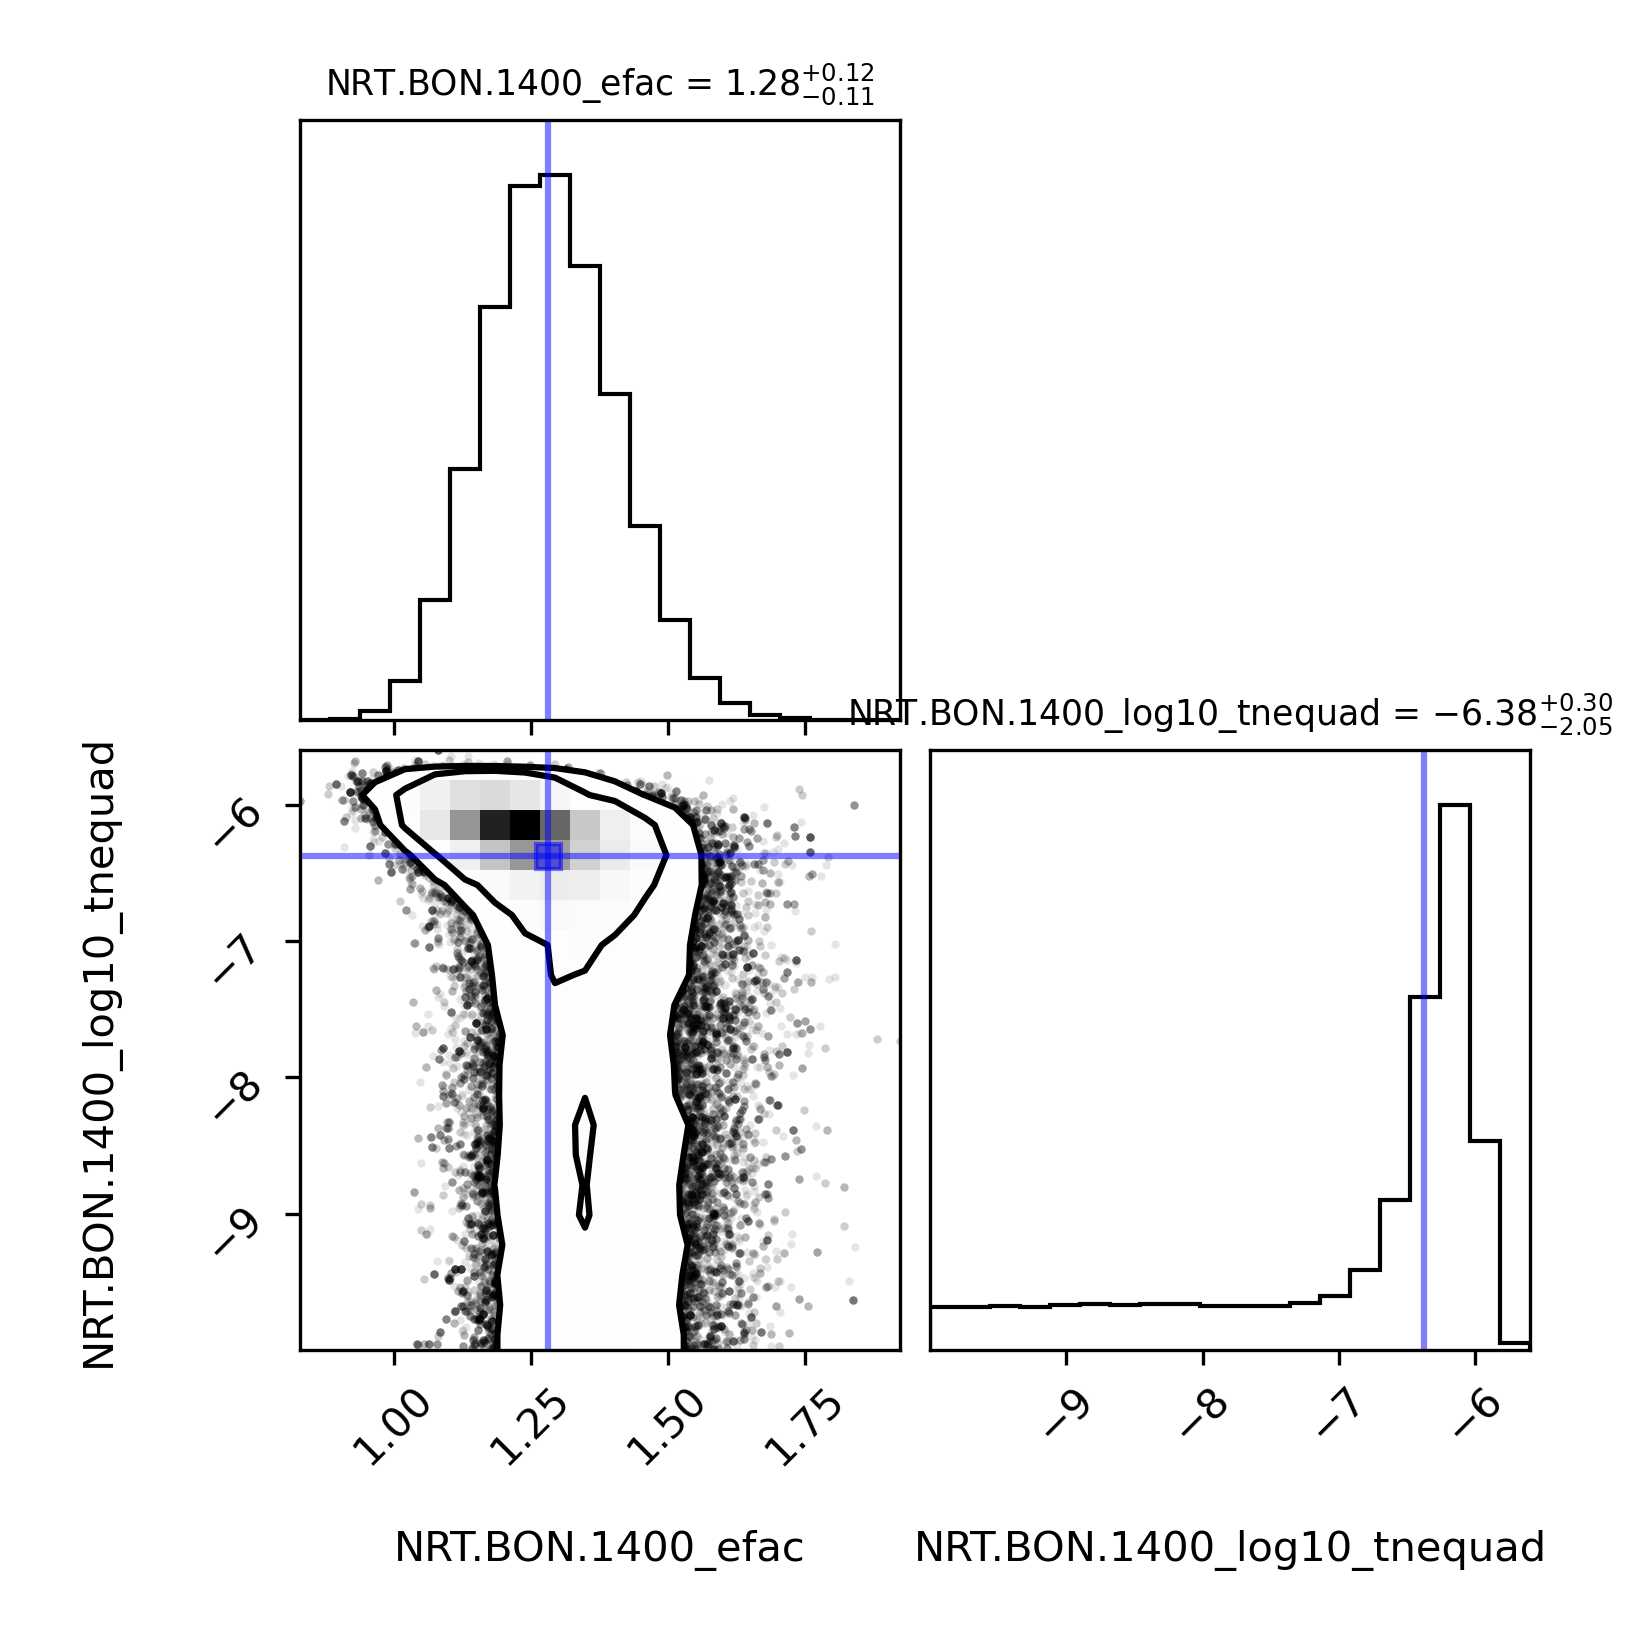 NRT.BON.1400_efac = 1.28+0.12−0.11
NRT.BON.1400_log10_tnequad = −6.38+0.30−2.05
NRT.BON.1400_log10_tnequad
−6
−7
−8
−9
1.00 1.25 1.50 1.75
−9 −8 −7 −6
NRT.BON.1400_efac
NRT.BON.1400_log10_tnequad